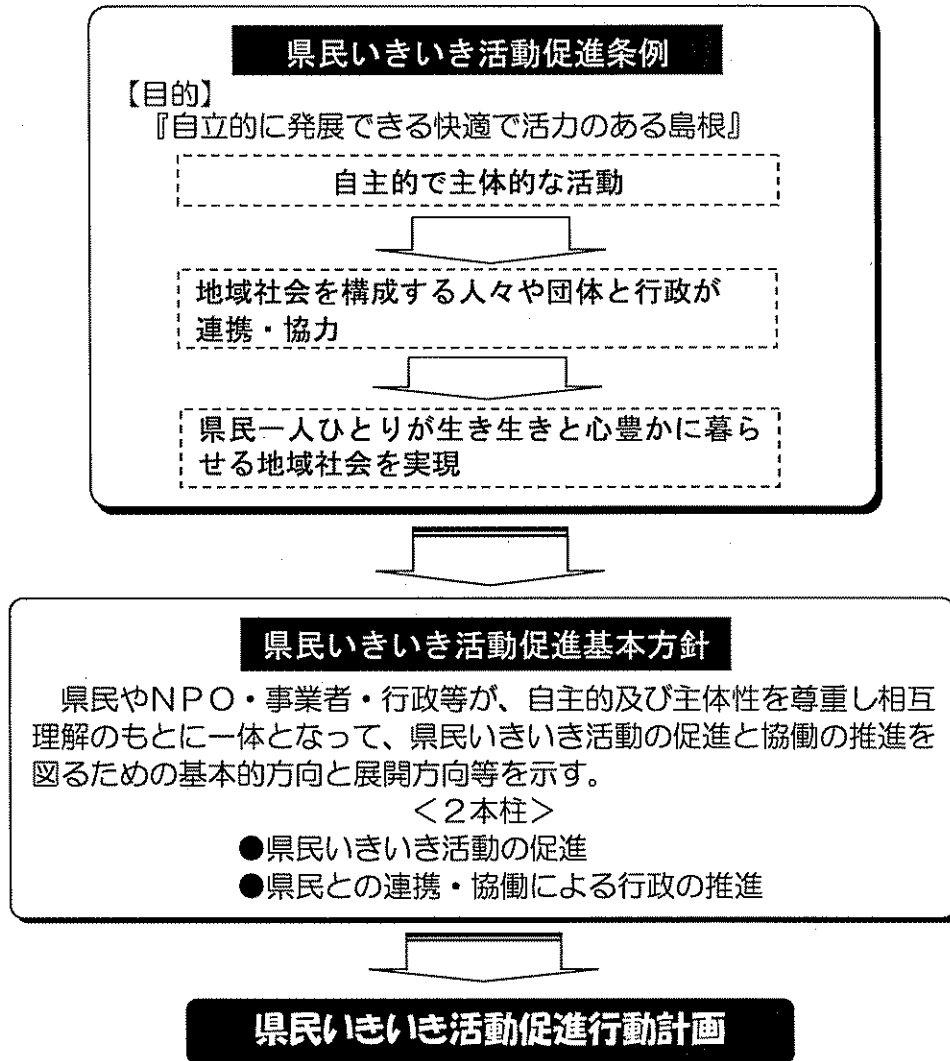 県民いきいき活動促進条例
【目的】
『自立的に発展できる快適で活力のある島根』
自主的で主体的な活動
地域社会を構成する人々や団体と行政が
連携・協力
県民一人ひとりが生き生きと心豊かに暮ら
せる地域社会を実現
県民いきいき活動促進基本方針
県民やNPO・事業者・行政等が、自主的及び主体性を尊重し相互
理解のもとに一体となって、県民いきいき活動の促進と協働の推進を
図るための基本的方向と展開方向等を示す。
<2本柱>
●県民いきいき活動の促進
●県民との連携・協働による行政の推進
県民いきいき活動促進行動計画